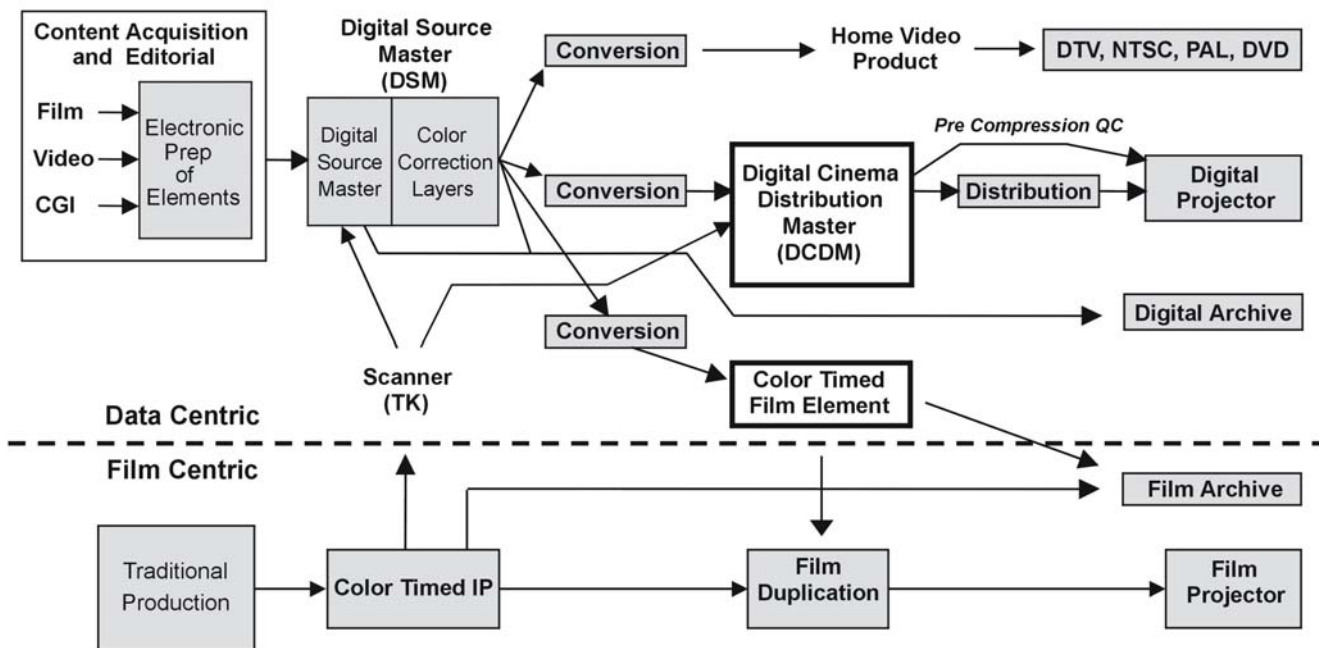 Content Acquisition
and Editorial
Film
Video
CGI
Electronic
Prep
of
Elements
Digital Source
Master
(DSM)
Digital
Source
Master
Color
Correction
Layers
Conversion
Home Video
Product
DTV, NTSC, PAL, DVD
Pre Compression QC
Conversion
Digital Cinema
Distribution
Master
(DCDM)
Distribution
Digital
Projector
Digital Archive
Conversion
Scanner
(TK)
Color Timed
Film Element
Data Centric
Film Centric
Film Archive
Traditional
Production
Color Timed IP
Film
Duplication
Film
Projector